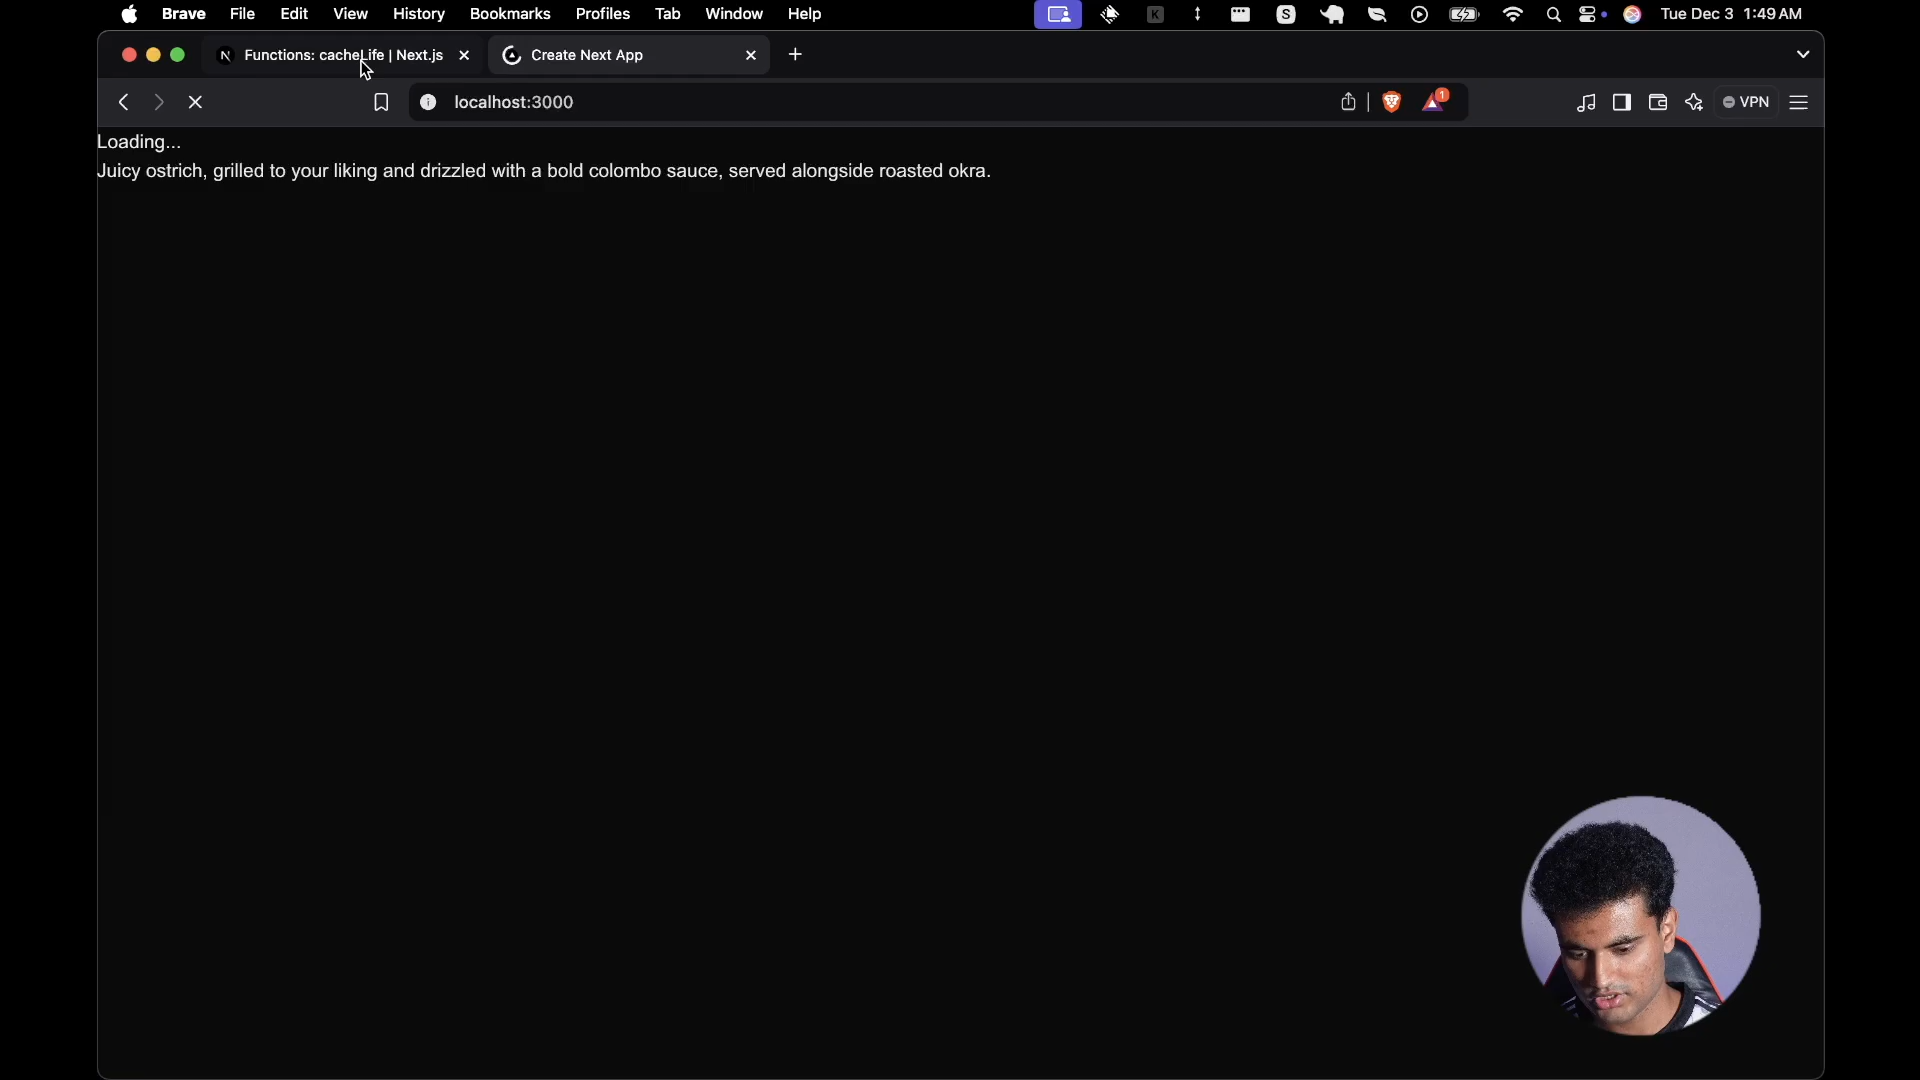 Brave File Edit View History Bookmarks Profiles Tab Window Help K S Tue Dec 3 1:49 AM
N Functions: cacheLife | Next.js Create Next App
localhost:3000 1 VPN
Loading...
Juicy ostrich, grilled to your liking and drizzled with a bold colombo sauce, served alongside roasted okra.